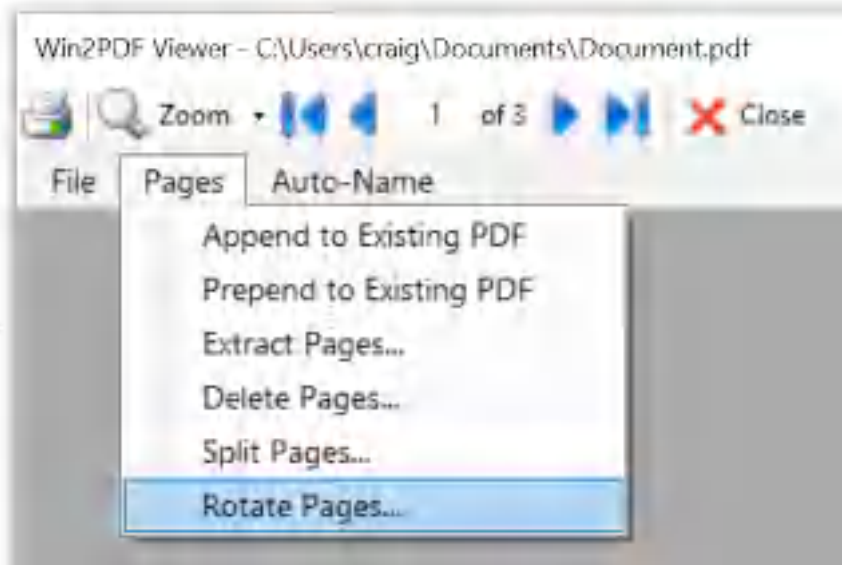 Win2PDF Viewer - C:\Users\craig\Documents\Document.pdf
Zoom 1 of 3 Close
File Pages Auto-Name
Append to Existing PDF
Prepend to Existing PDF
Extract Pages...
Delete Pages...
Split Pages...
Rotate Pages...